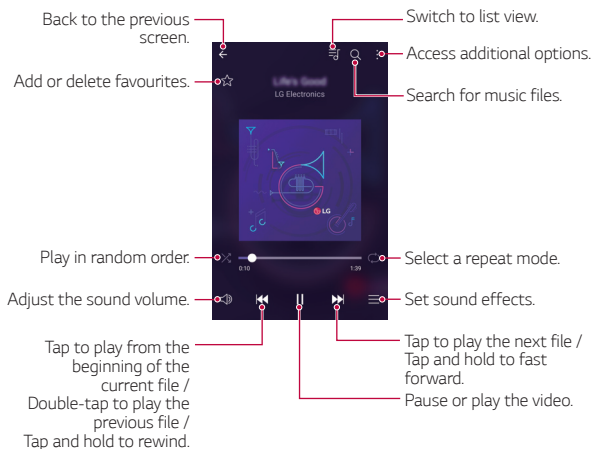 Back to the previous
screen.
Switch to list view.
Access additional options.
Add or delete favourites.
Search for music files.
Life's Good
LG Electronics
LG
Play in random order.
Select a repeat mode.
0:10
1:39
Adjust the sound volume.
Set sound effects.
Tap to play from the
beginning of the
current file /
Double-tap to play the
previous file /
Tap and hold to rewind.
Tap to play the next file /
Tap and hold to fast
forward.
Pause or play the video.